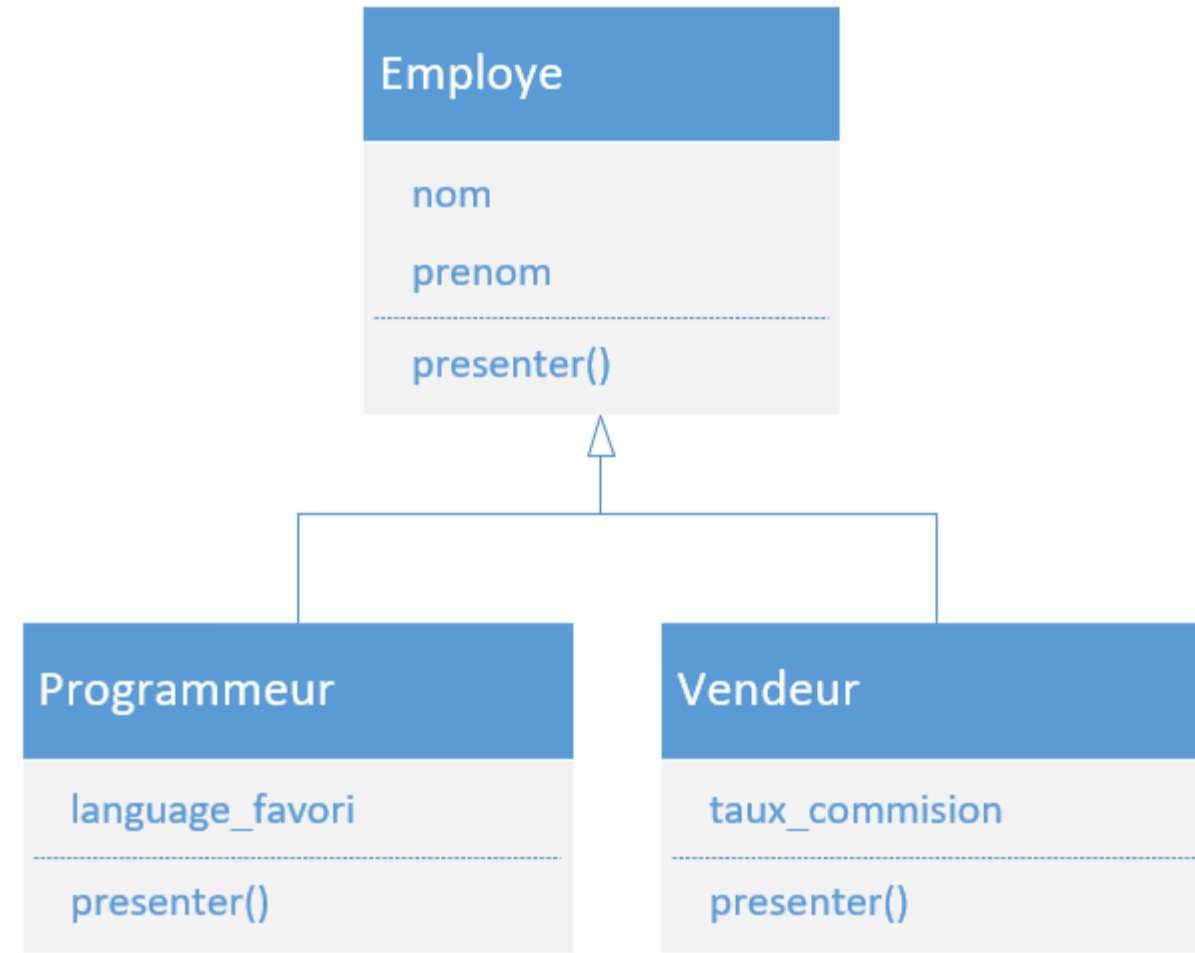 Employe
nom
prenom
presenter()
Programmeur
language_favori
presenter()
Vendeur
taux_commision
presenter()